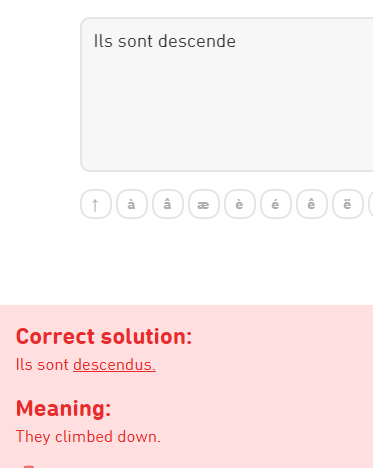 Ils sont descende
↑ à â æ è é ê ë
Correct solution:
Ils sont descendus.
Meaning:
They climbed down.